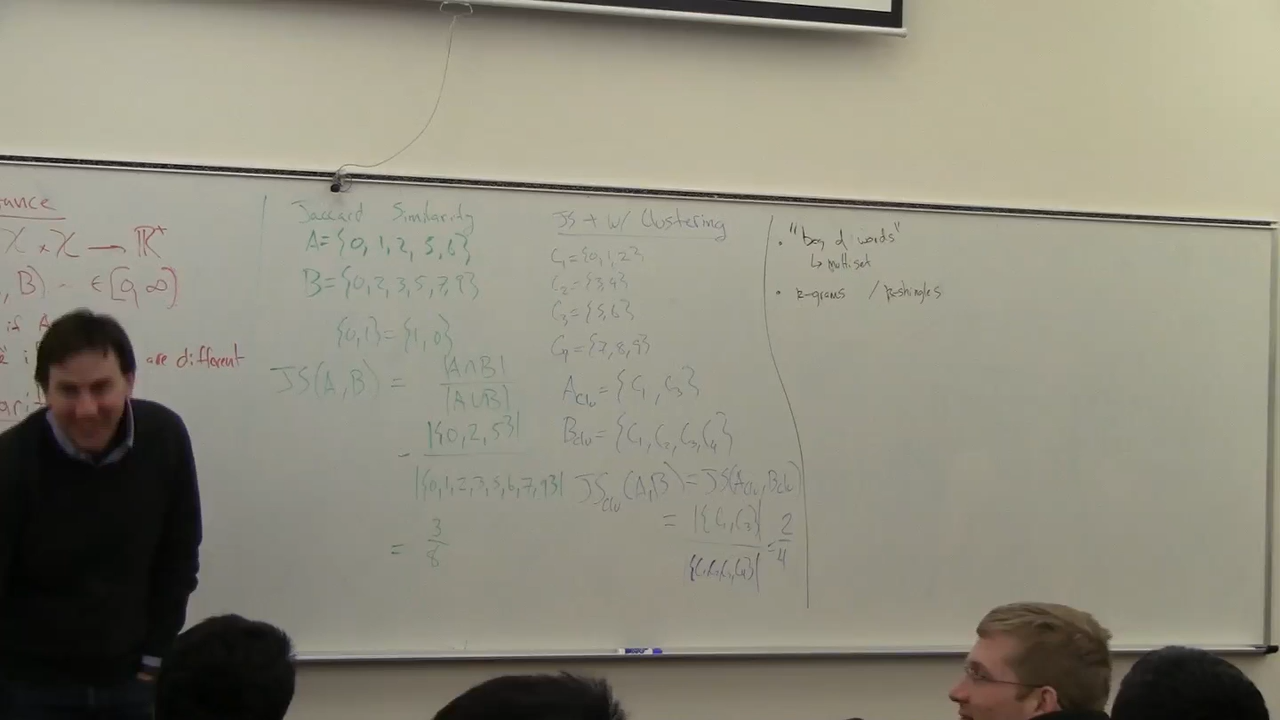 ance
X × X → ℝ⁺
, B) - ∈ [0, ∞)
if A
are different
Jaccard Similarity
A = {0, 1, 2, 5, 6}
B = {0, 2, 3, 5, 7, 9}
{0, 1} = {1, 0}
JS(A, B) = |A ∩ B| / |A ∪ B|
- |{0, 2, 5}| / |{0, 1, 2, 3, 5, 6, 7, 9}|
= 3/8
JS + w/ Clustering
C₁ = {0, 1, 2}
C₂ = {3, 4}
C₃ = {5, 6}
C₄ = {7, 8, 9}
A_clu = {C₁, C₃}
B_clu = {C₁, C₂, C₃, C₄}
JS_clu(A, B) = JS(A_clu, B_clu)
= |{C₁, C₃}| / |{C₁, C₂, C₃, C₄}| = 2/4
• "bag of words"
↳ multiset
• k-grams / k-shingles